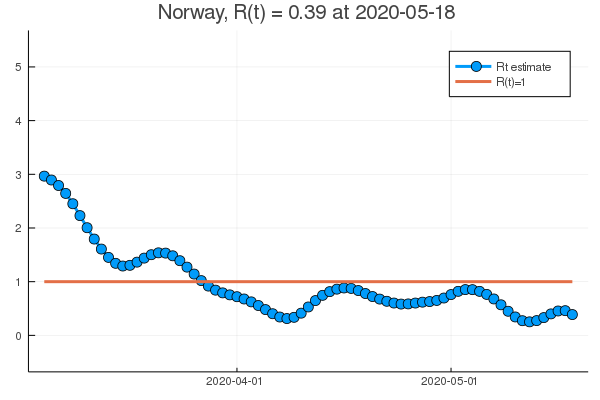 Norway, R(t) = 0.39 at 2020-05-18
5
4
3
2
1
0
Rt estimate
R(t)=1
2020-04-01
2020-05-01